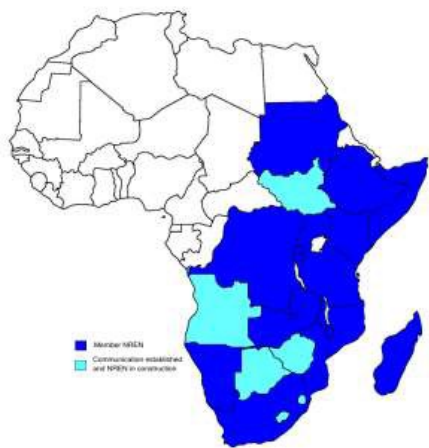 Member NREN
Communication established
and NREN in construction